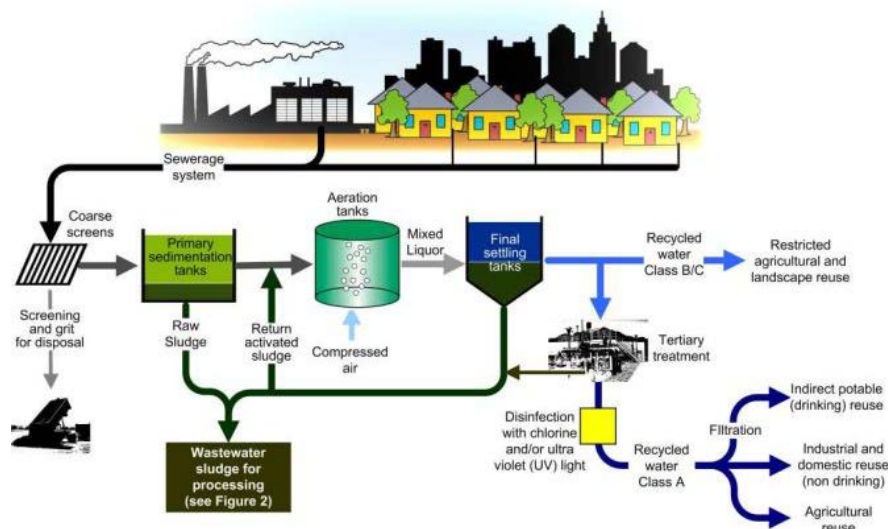 Sewerage
system
Coarse
screens
Primary
sedimentation
tanks
Aeration
tanks
Mixed
Liquor
Final
settling
tanks
Recycled
water
Class B/C
Restricted
agricultural and
landscape reuse
Screening
and grit
for disposal
Raw
Sludge
Return
activated
sludge
Compressed
air
Tertiary
treatment
Wastewater
sludge for
processing
(see Figure 2)
Disinfection
with chlorine
and/or ultra
violet (UV) light
Recycled
water
Class A
FIltration
Indirect potable
(drinking) reuse
Industrial and
domestic reuse
(non drinking)
Agricultural
reuse